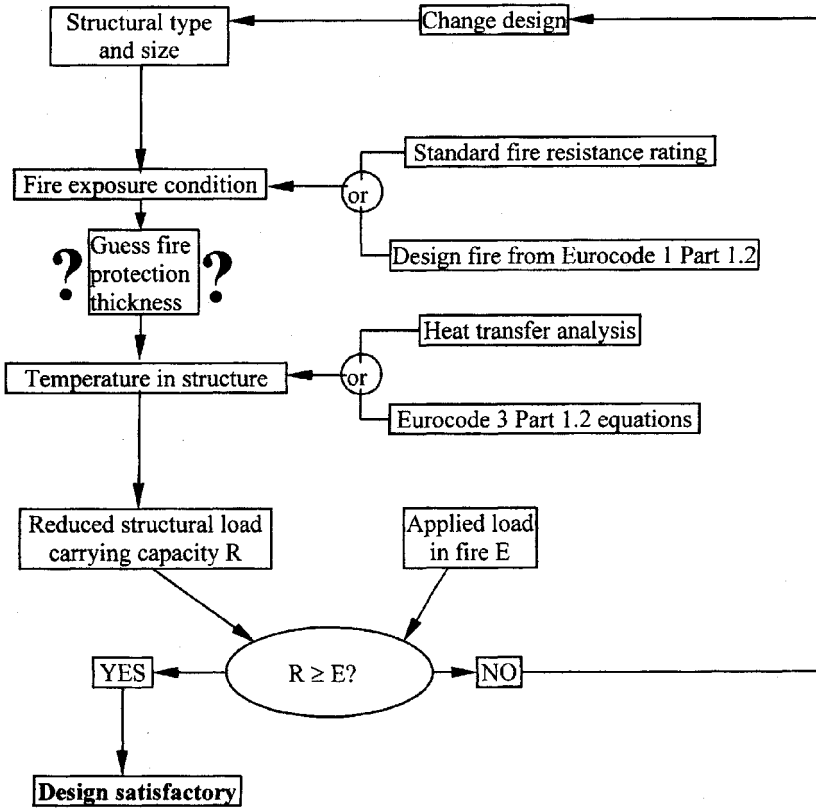 Structural type
and size
Change design
Standard fire resistance rating
Fire exposure condition
or
Design fire from Eurocode 1 Part 1.2
? Guess fire
protection
thickness ?
Heat transfer analysis
Temperature in structure
or
Eurocode 3 Part 1.2 equations
Reduced structural load
carrying capacity R
Applied load
in fire E
R ≥ E?
YES
NO
Design satisfactory